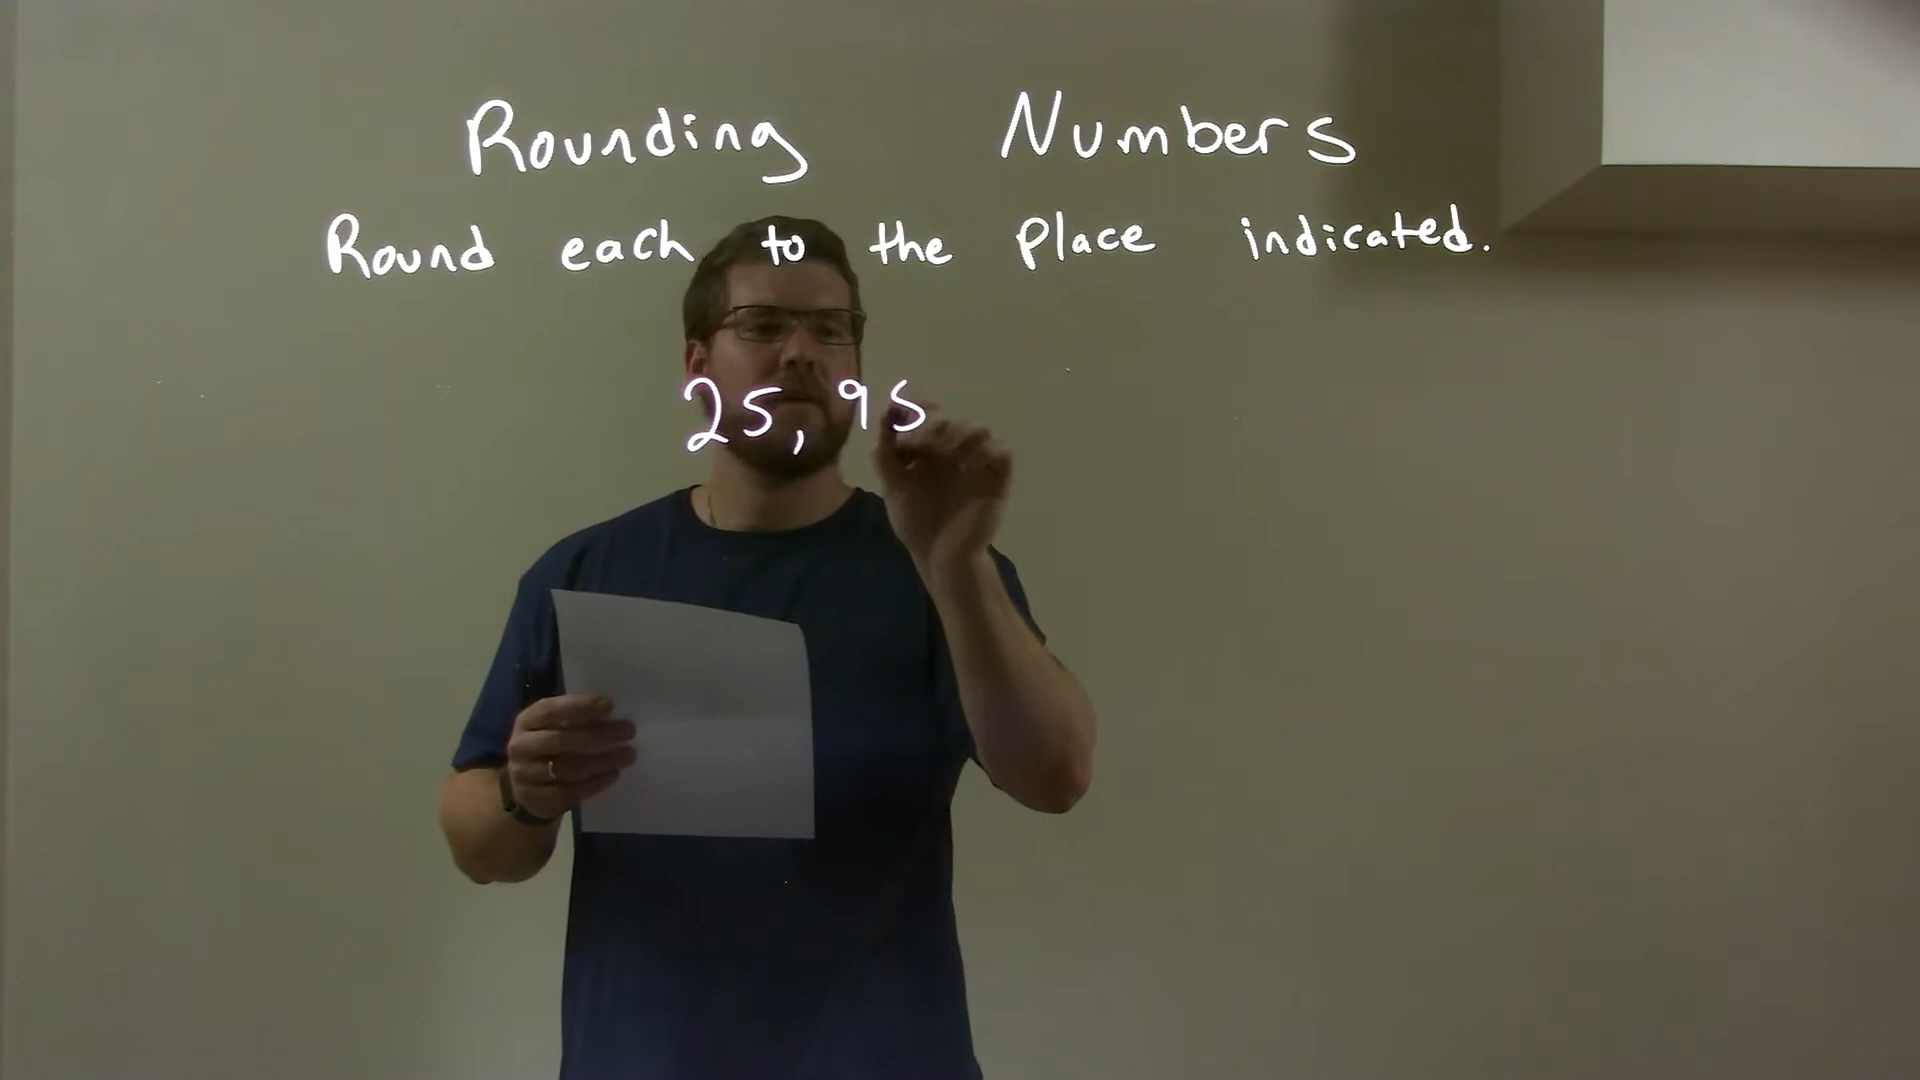 Rounding Numbers
Round each to the place indicated.
25,95